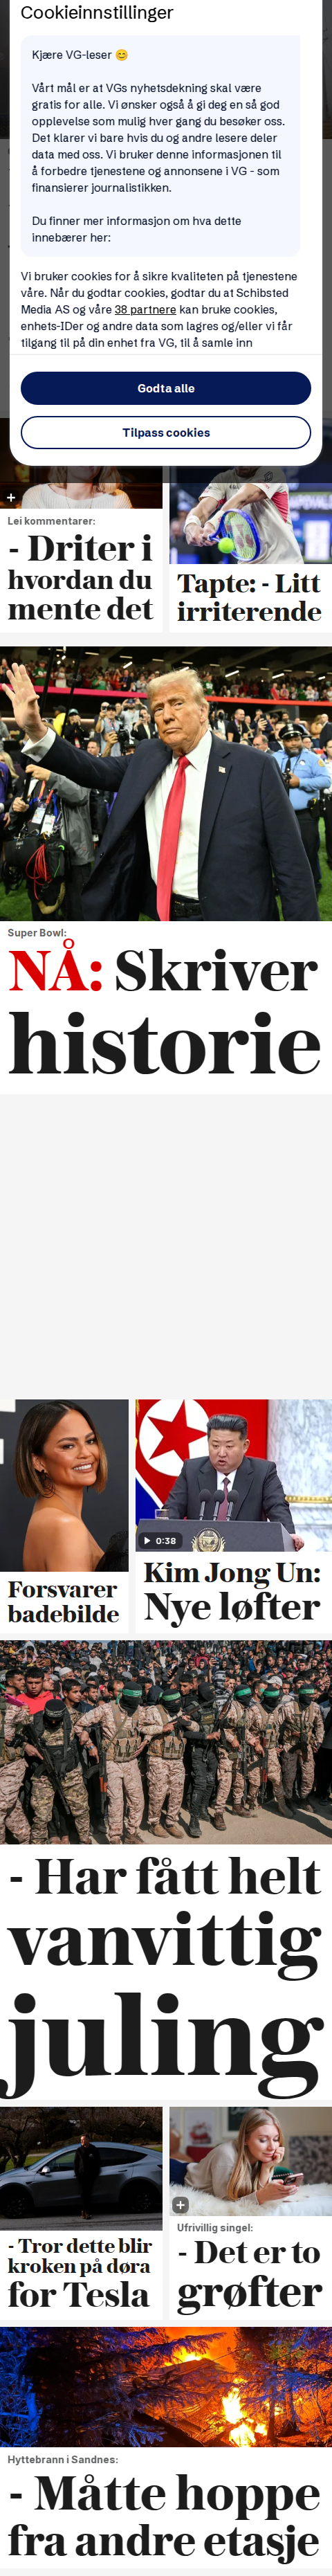 Cookieinnstillinger
Kjære VG-leser 😊
Vårt mål er at VGs nyhetsdekning skal være
gratis for alle. Vi ønsker også å gi deg en så god
opplevelse som mulig hver gang du besøker oss.
Det klarer vi bare hvis du og andre lesere deler
data med oss. Vi bruker denne informasjonen til
å forbedre tjenestene og annonsene i VG - som
finansierer journalistikken.
Du finner mer informasjon om hva dette
innebærer her:
Vi bruker cookies for å sikre kvaliteten på tjenestene
våre. Når du godtar cookies, godtar du at Schibsted
Media AS og våre 38 partnere kan bruke cookies,
enhets-IDer og andre data som lagres og/eller vi får
tilgang til på din enhet fra VG, til å samle inn
Godta alle
Tilpass cookies
Lei kommentarer:
- Driter i
hvordan du
mente det
Tapte: - Litt
irriterende
Super Bowl:
NÅ: Skriver
historie
Forsvarer
badebilde
0:38
Kim Jong Un:
Nye løfter
- Har fått helt
vanvittig
juling
- Tror dette blir
kroken på døra
for Tesla
Ufrivillig singel:
- Det er to
grøfter
Hyttebrann i Sandnes:
- Måtte hoppe
fra andre etasje